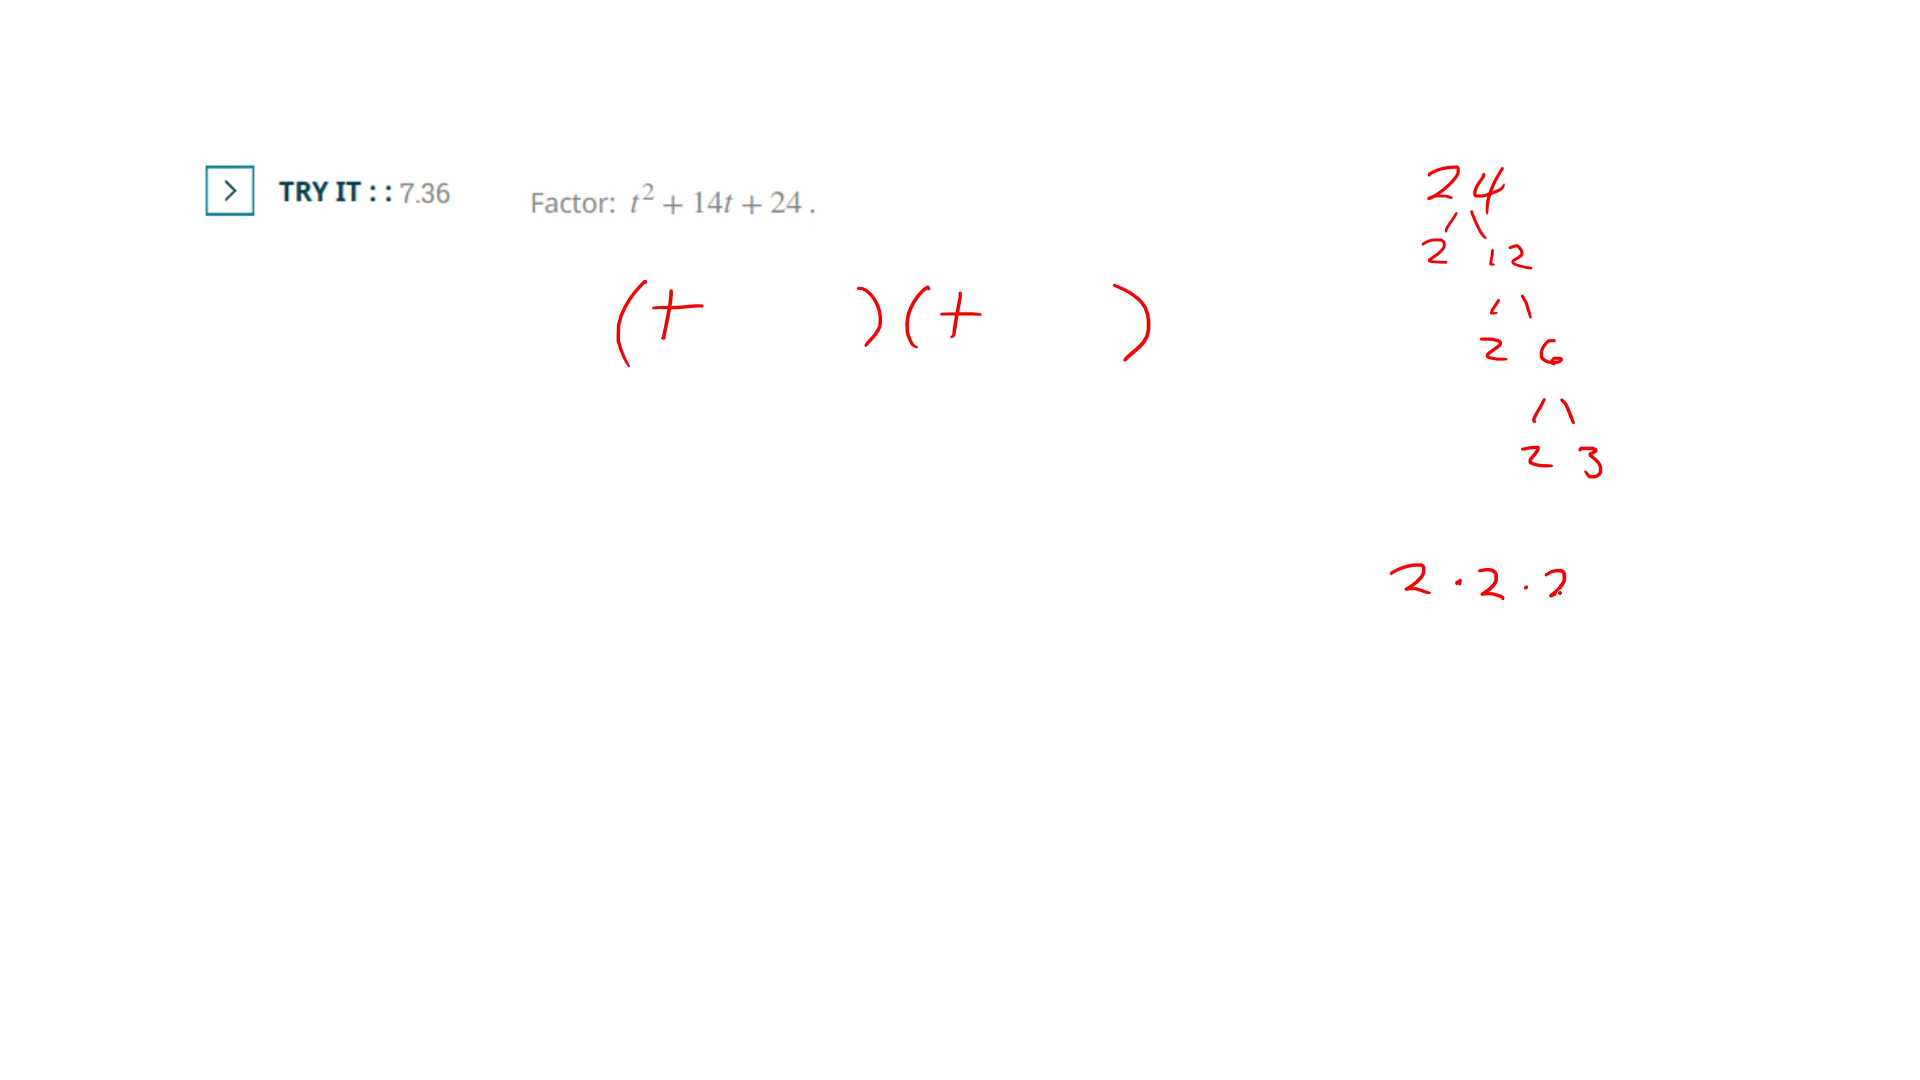 > TRY IT : : 7.36 Factor: t² + 14t + 24 .
(t )(t )
24
2 12
2 6
2 3
2 · 2 · 2